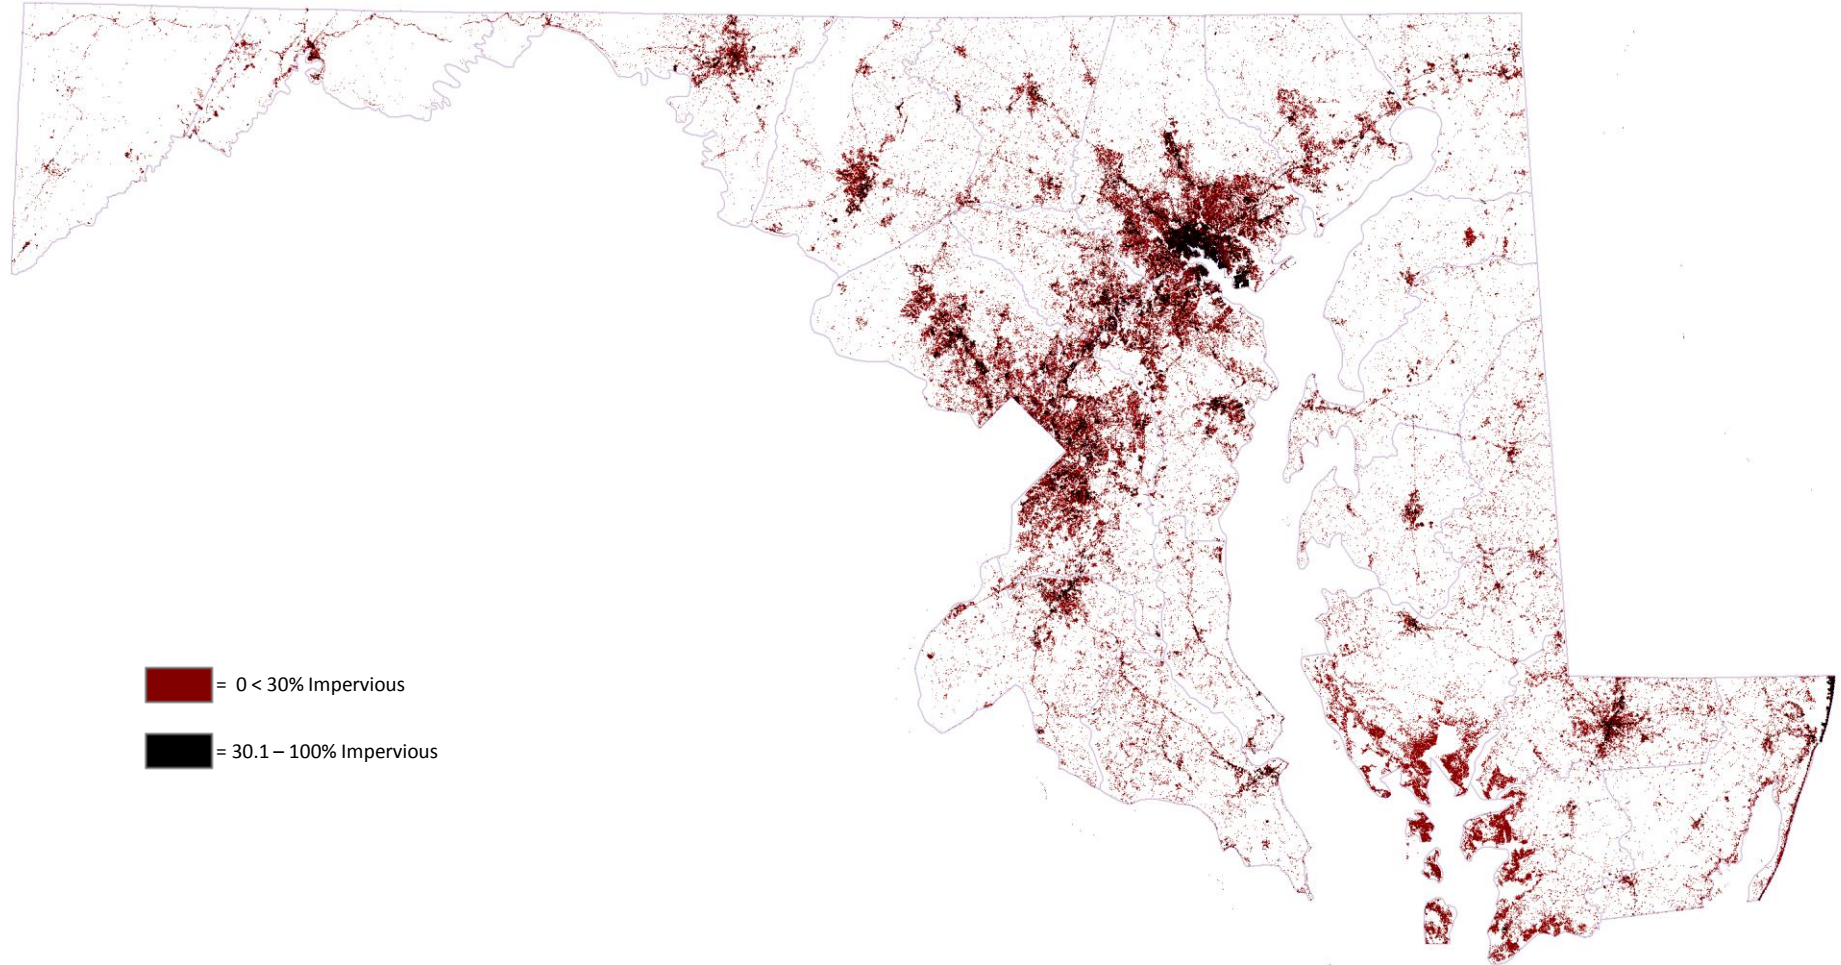 = 0 < 30% Impervious
= 30.1 – 100% Impervious